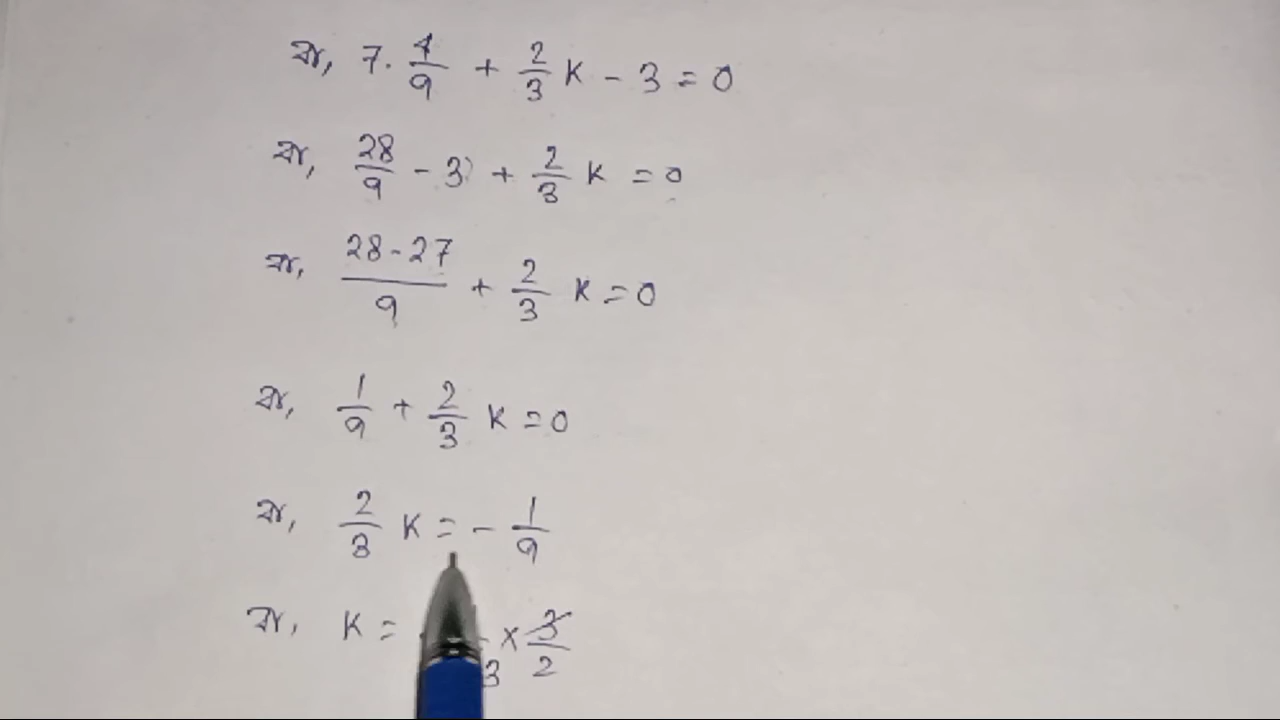 বা, 7. 4/9 + 2/3 K - 3 = 0
বা, 28/9 - 3 + 2/3 K = 0
বা, (28-27)/9 + 2/3 K = 0
বা, 1/9 + 2/3 K = 0
বা, 2/3 K = - 1/9
বা, K = 3 × 3/2